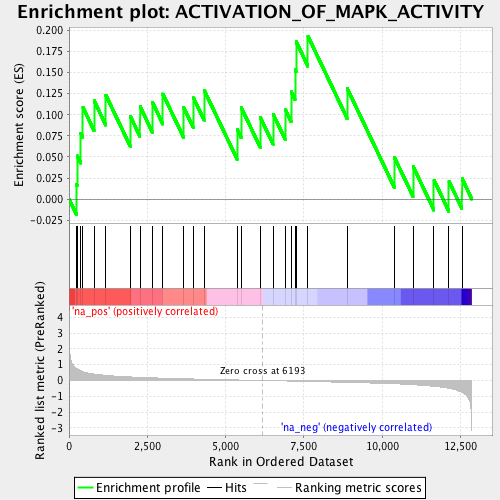 Enrichment plot: ACTIVATION_OF_MAPK_ACTIVITY
Enrichment score (ES)
0.200
0.175
0.150
0.125
0.100
0.075
0.050
0.025
0.000
-0.025
'na_pos' (positively correlated)
Ranked list metric (PreRanked)
4
3
2
1
0
-1
-2
-3
Zero cross at 6193
'na_neg' (negatively correlated)
0
2,500
5,000
7,500
10,000
12,500
Rank in Ordered Dataset
Enrichment profile
Hits
Ranking metric scores